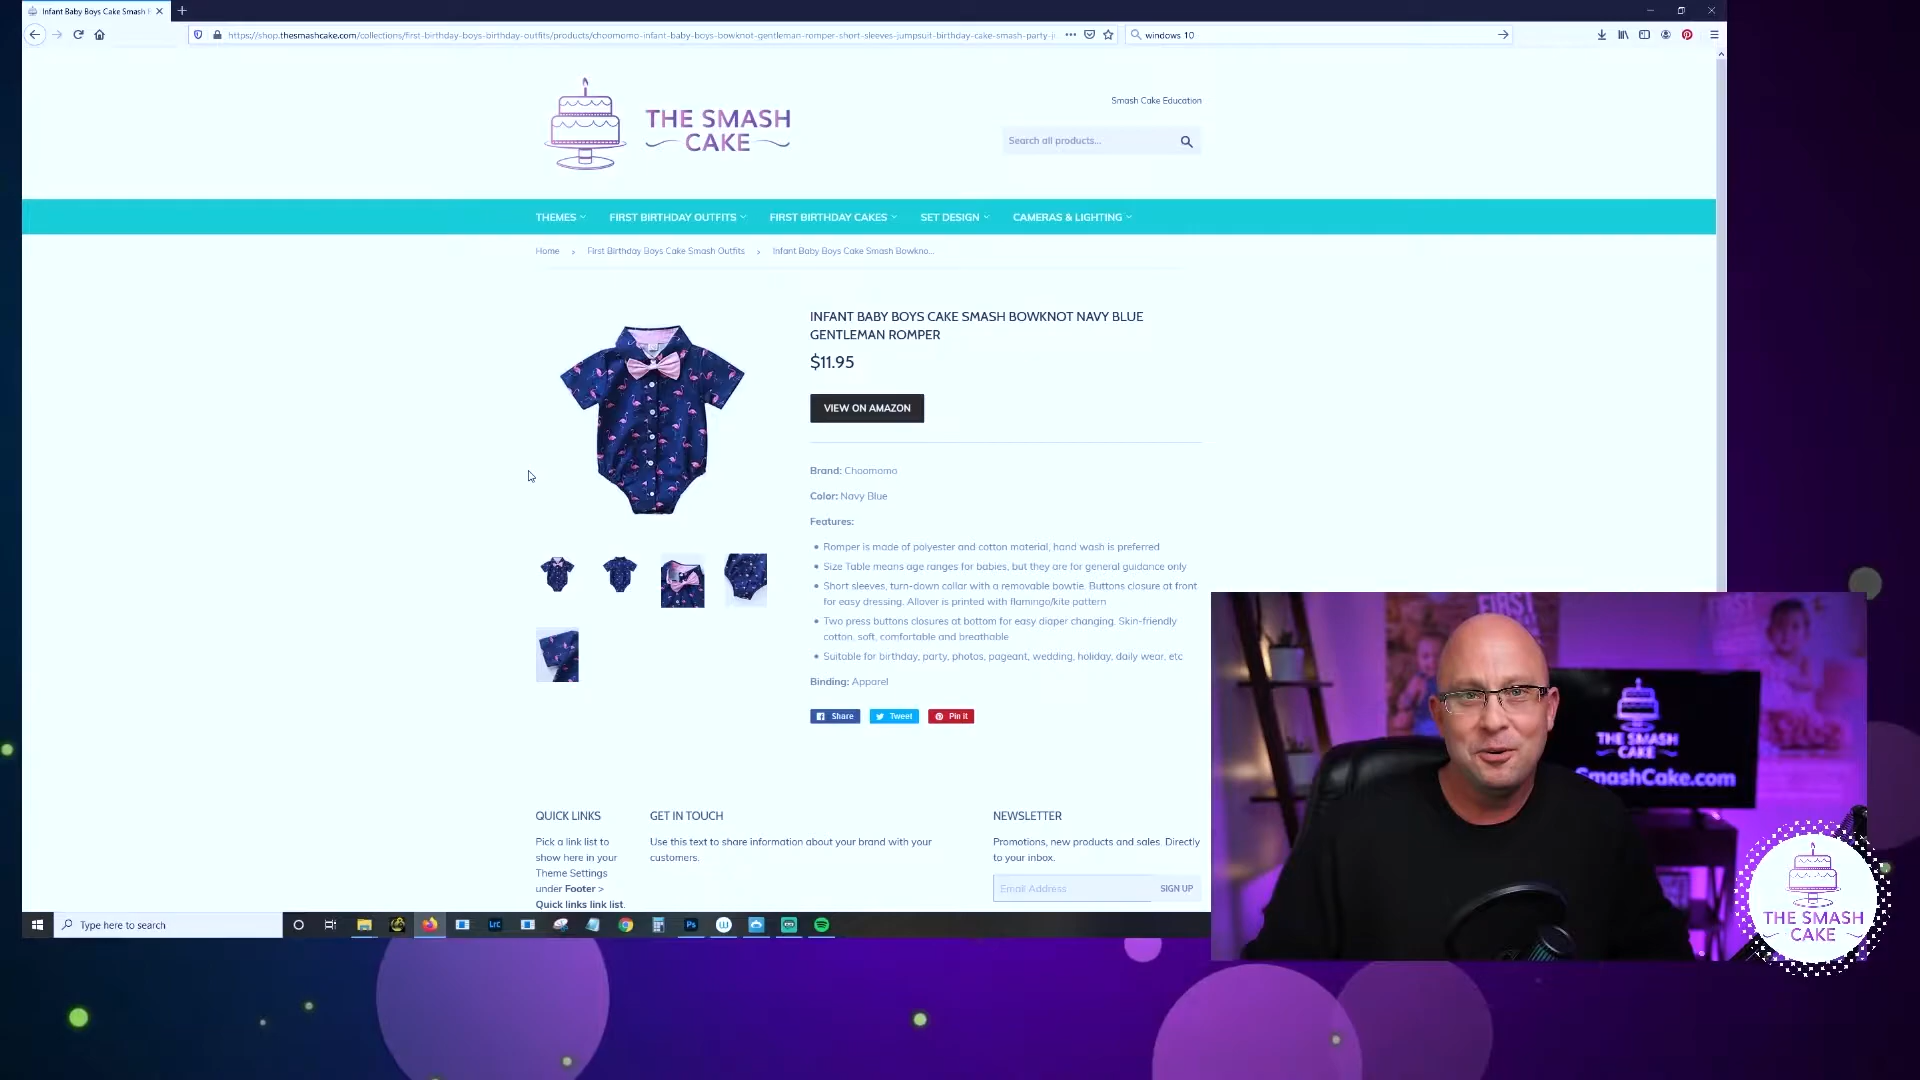 Infant Baby Boys Cake Smash
https://shop.thesmashcake.com/collections/first-birthday-boys-birthday-outfits/products/choomomo-infant-baby-boys-bowknot-gentleman-romper-short-sleeves-jumpsuit-birthday-cake-smash-party-
windows 10
THE SMASH
CAKE
Smash Cake Education
Search all products...
THEMES
FIRST BIRTHDAY OUTFITS
FIRST BIRTHDAY CAKES
SET DESIGN
CAMERAS & LIGHTING
Home > First Birthday Boys Cake Smash Outfits > Infant Baby Boys Cake Smash Bowkno...
INFANT BABY BOYS CAKE SMASH BOWKNOT NAVY BLUE
GENTLEMAN ROMPER
$11.95
VIEW ON AMAZON
Brand: Choomomo
Color: Navy Blue
Features:
• Romper is made of polyester and cotton material, hand wash is preferred
• Size Table means age ranges for babies, but they are for general guidance only
• Short sleeves, turn-down collar with a removable bowtie. Buttons closure at front
for easy dressing. Allover is printed with flamingo/kite pattern
• Two press buttons closures at bottom for easy diaper changing, Skin-friendly
cotton, soft, comfortable and breathable
• Suitable for birthday, party, photos, pageant, wedding, holiday, daily wear, etc
Binding: Apparel
Share
Tweet
Pin it
QUICK LINKS
Pick a link list to
show here in your
Theme Settings
under Footer >
Quick links link list.
GET IN TOUCH
Use this text to share information about your brand with your
customers.
NEWSLETTER
Promotions, new products and sales. Directly
to your inbox.
Email Address
SIGN UP
Type here to search
LrC
Ps
FIRST
THE SMASH
CAKE
SmashCake.com
THE SMASH
CAKE